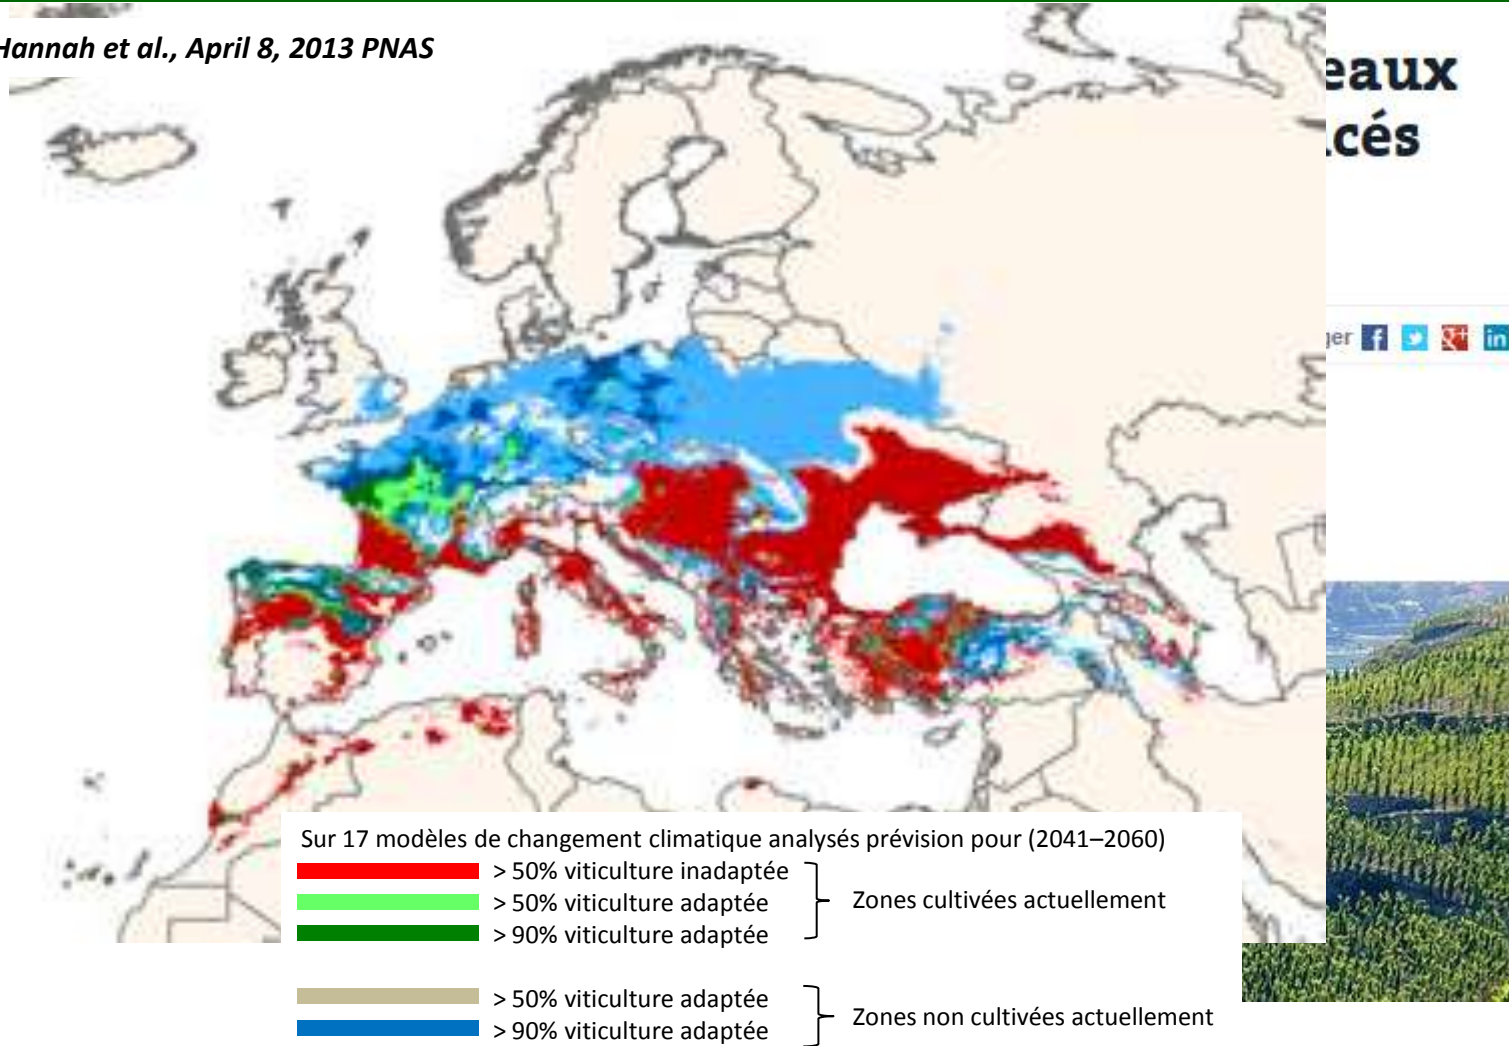 Hannah et al., April 8, 2013 PNAS
eaux
cés
er
Sur 17 modèles de changement climatique analysés prévision pour (2041–2060)
> 50% viticulture inadaptée
> 50% viticulture adaptée
> 90% viticulture adaptée
Zones cultivées actuellement
> 50% viticulture adaptée
> 90% viticulture adaptée
Zones non cultivées actuellement